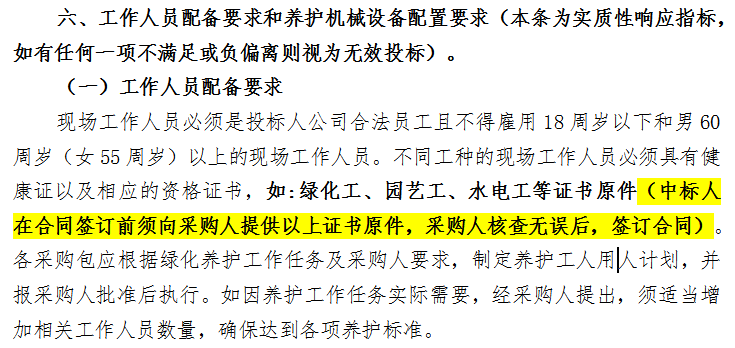 六、工作人员配备要求和养护机械设备配置要求（本条为实质性响应指标，
如有任何一项不满足或负偏离则视为无效投标）。
（一）工作人员配备要求
现场工作人员必须是投标人公司合法员工且不得雇用 18 周岁以下和男 60
周岁（女 55 周岁）以上的现场工作人员。不同工种的现场工作人员必须具有健
康证以及相应的资格证书，如:绿化工、园艺工、水电工等证书原件（中标人
在合同签订前须向采购人提供以上证书原件，采购人核查无误后，签订合同）。
各采购包应根据绿化养护工作任务及采购人要求，制定养护工人用人计划，并
报采购人批准后执行。如因养护工作任务实际需要，经采购人提出，须适当增
加相关工作人员数量，确保达到各项养护标准。